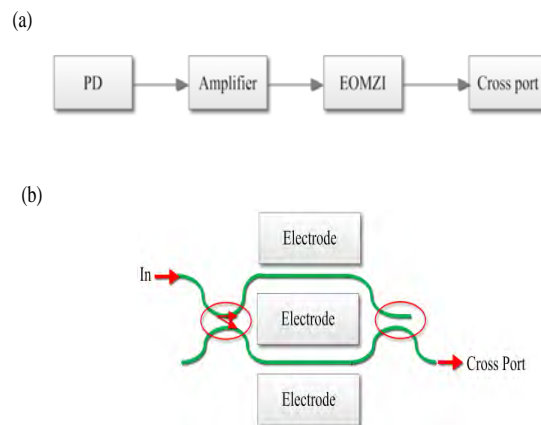 (a)
PD
Amplifier
EOMZI
Cross port
(b)
Electrode
In
Electrode
Cross Port
Electrode